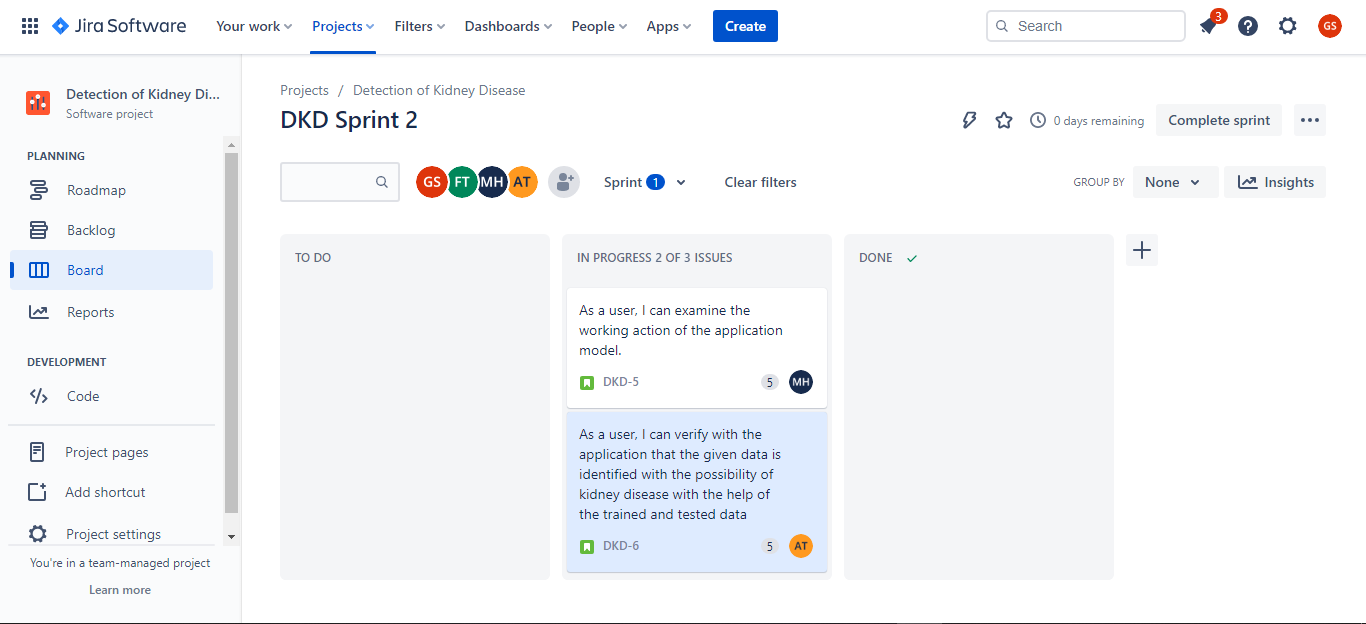 Jira Software
Your work
Projects
Filters
Dashboards
People
Apps
Create
Search
3
GS
Detection of Kidney Di...
Software project
PLANNING
Roadmap
Backlog
Board
Reports
DEVELOPMENT
Code
Project pages
Add shortcut
Project settings
You're in a team-managed project
Learn more
Projects / Detection of Kidney Disease
DKD Sprint 2
0 days remaining
Complete sprint
GS FT MH AT
Sprint 1
Clear filters
GROUP BY
None
Insights
TO DO
IN PROGRESS 2 OF 3 ISSUES
As a user, I can examine the
working action of the application
model.
DKD-5
5
MH
As a user, I can verify with the
application that the given data is
identified with the possibility of
kidney disease with the help of
the trained and tested data
DKD-6
5
AT
DONE